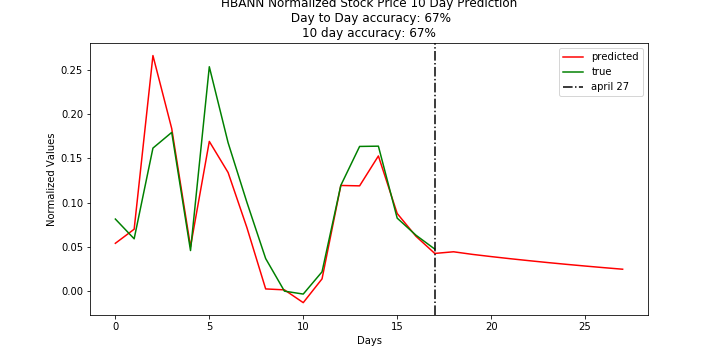 HBANN Normalized Stock Price 10 Day Prediction
Day to Day accuracy: 67%
10 day accuracy: 67%
predicted
true
april 27
Normalized Values
0.25
0.20
0.15
0.10
0.05
0.00
0 5 10 15 20 25
Days